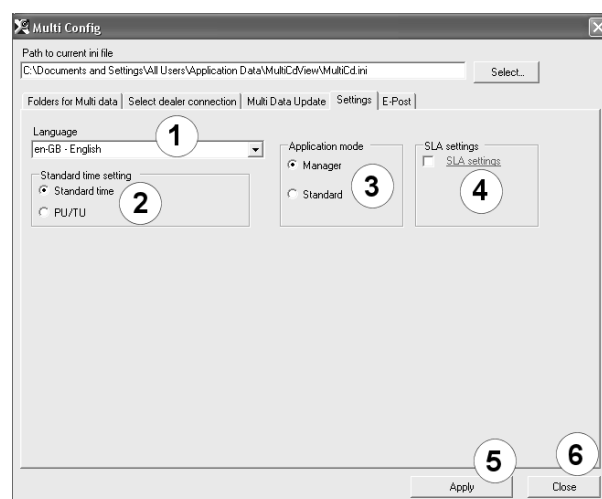 Multi Config
Path to current ini file
C:\Documents and Settings\All Users\Application Data\MultiCdView\MultiCd.ini
Select...
Folders for Multi data Select dealer connection Multi Data Update Settings E-Post
Language
en-GB - English
1
Standard time setting
Standard time
PU/TU
2
Application mode
Manager
Standard
3
SLA settings
SLA settings
4
5
6
Apply Close